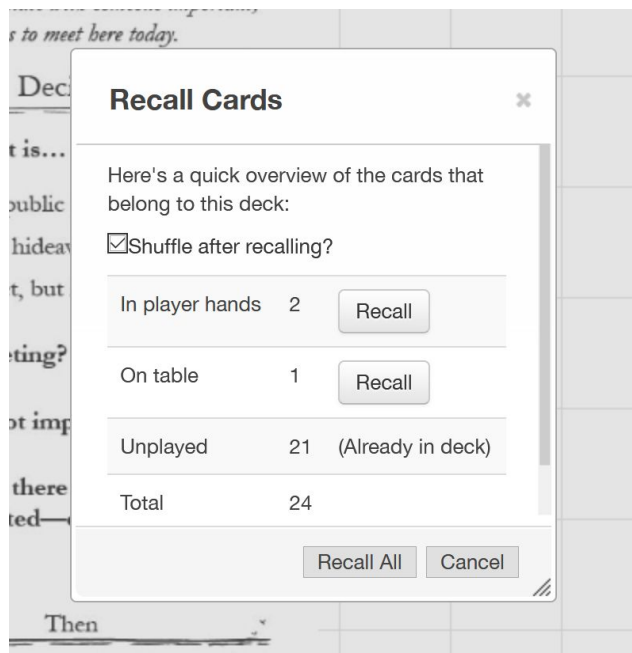 s to meet here today.
Deci
Recall Cards
t is...
Here's a quick overview of the cards that
belong to this deck:
public
hideav
Shuffle after recalling?
t, but
In player hands 2 Recall
ting?
On table 1 Recall
ot imp
Unplayed 21 (Already in deck)
there
Total 24
ted—
Recall All Cancel
Then